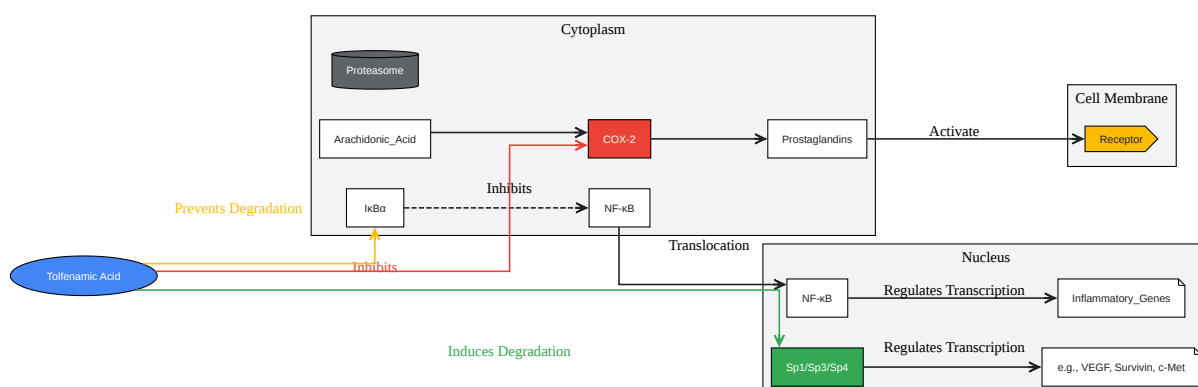 Cytoplasm
Proteasome
Cell Membrane
Arachidonic_Acid
COX-2
Prostaglandins
Activate
Receptor
Inhibits
Prevents Degradation
IκBα
NF-κB
Translocation
Nucleus
Inhibits
Tolfenamic Acid
NF-κB
Regulates Transcription
Inflammatory_Genes
Induces Degradation
Regulates Transcription
Sp1/Sp3/Sp4
e.g., VEGF, Survivin, c-Met